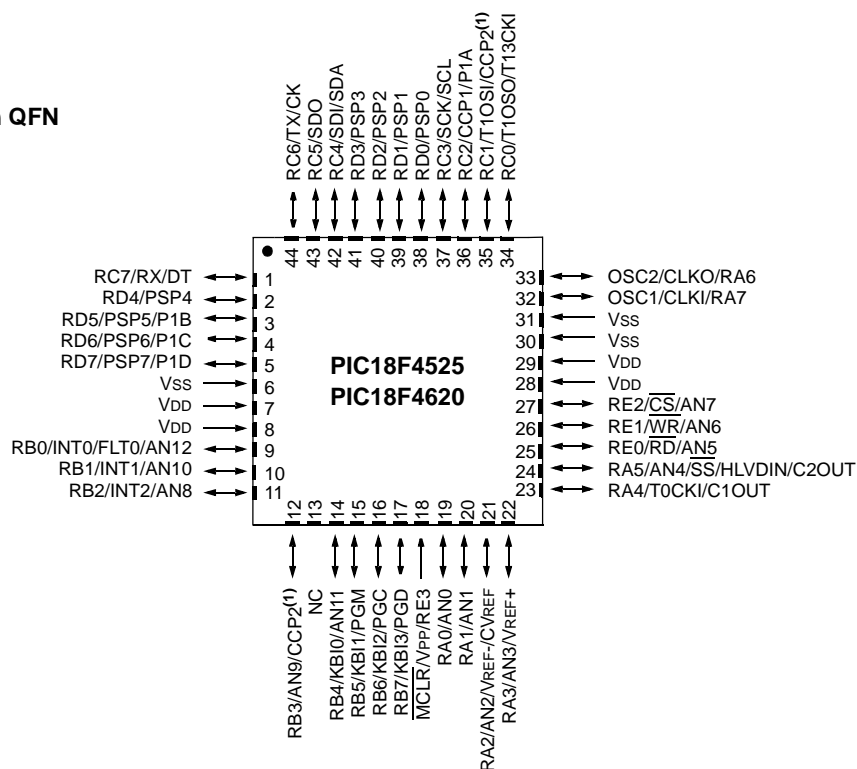 QFN
RC6/TX/CK
RC5/SDO
RC4/SDI/SDA
RD3/PSP3
RD2/PSP2
RD1/PSP1
RD0/PSP0
RC3/SCK/SCL
RC2/CCP1/P1A
RC1/T1OSI/CCP2(1)
RC0/T1OSO/T13CKI
44
43
42
41
40
39
38
37
36
35
34
RC7/RX/DT 1
RD4/PSP4 2
RD5/PSP5/P1B 3
RD6/PSP6/P1C 4
RD7/PSP7/P1D 5
VSS 6
VDD 7
VDD 8
RB0/INT0/FLT0/AN12 9
RB1/INT1/AN10 10
RB2/INT2/AN8 11
PIC18F4525
PIC18F4620
33 OSC2/CLKO/RA6
32 OSC1/CLKI/RA7
31 VSS
30 VSS
29 VDD
28 VDD
27 RE2/CS/AN7
26 RE1/WR/AN6
25 RE0/RD/AN5
24 RA5/AN4/SS/HLVDIN/C2OUT
23 RA4/T0CKI/C1OUT
12
13
14
15
16
17
18
19
20
21
22
RB3/AN9/CCP2(1)
NC
RB4/KBI0/AN11
RB5/KBI1/PGM
RB6/KBI2/PGC
RB7/KBI3/PGD
MCLR/VPP/RE3
RA0/AN0
RA1/AN1
RA2/AN2/VREF-/CVREF
RA3/AN3/VREF+